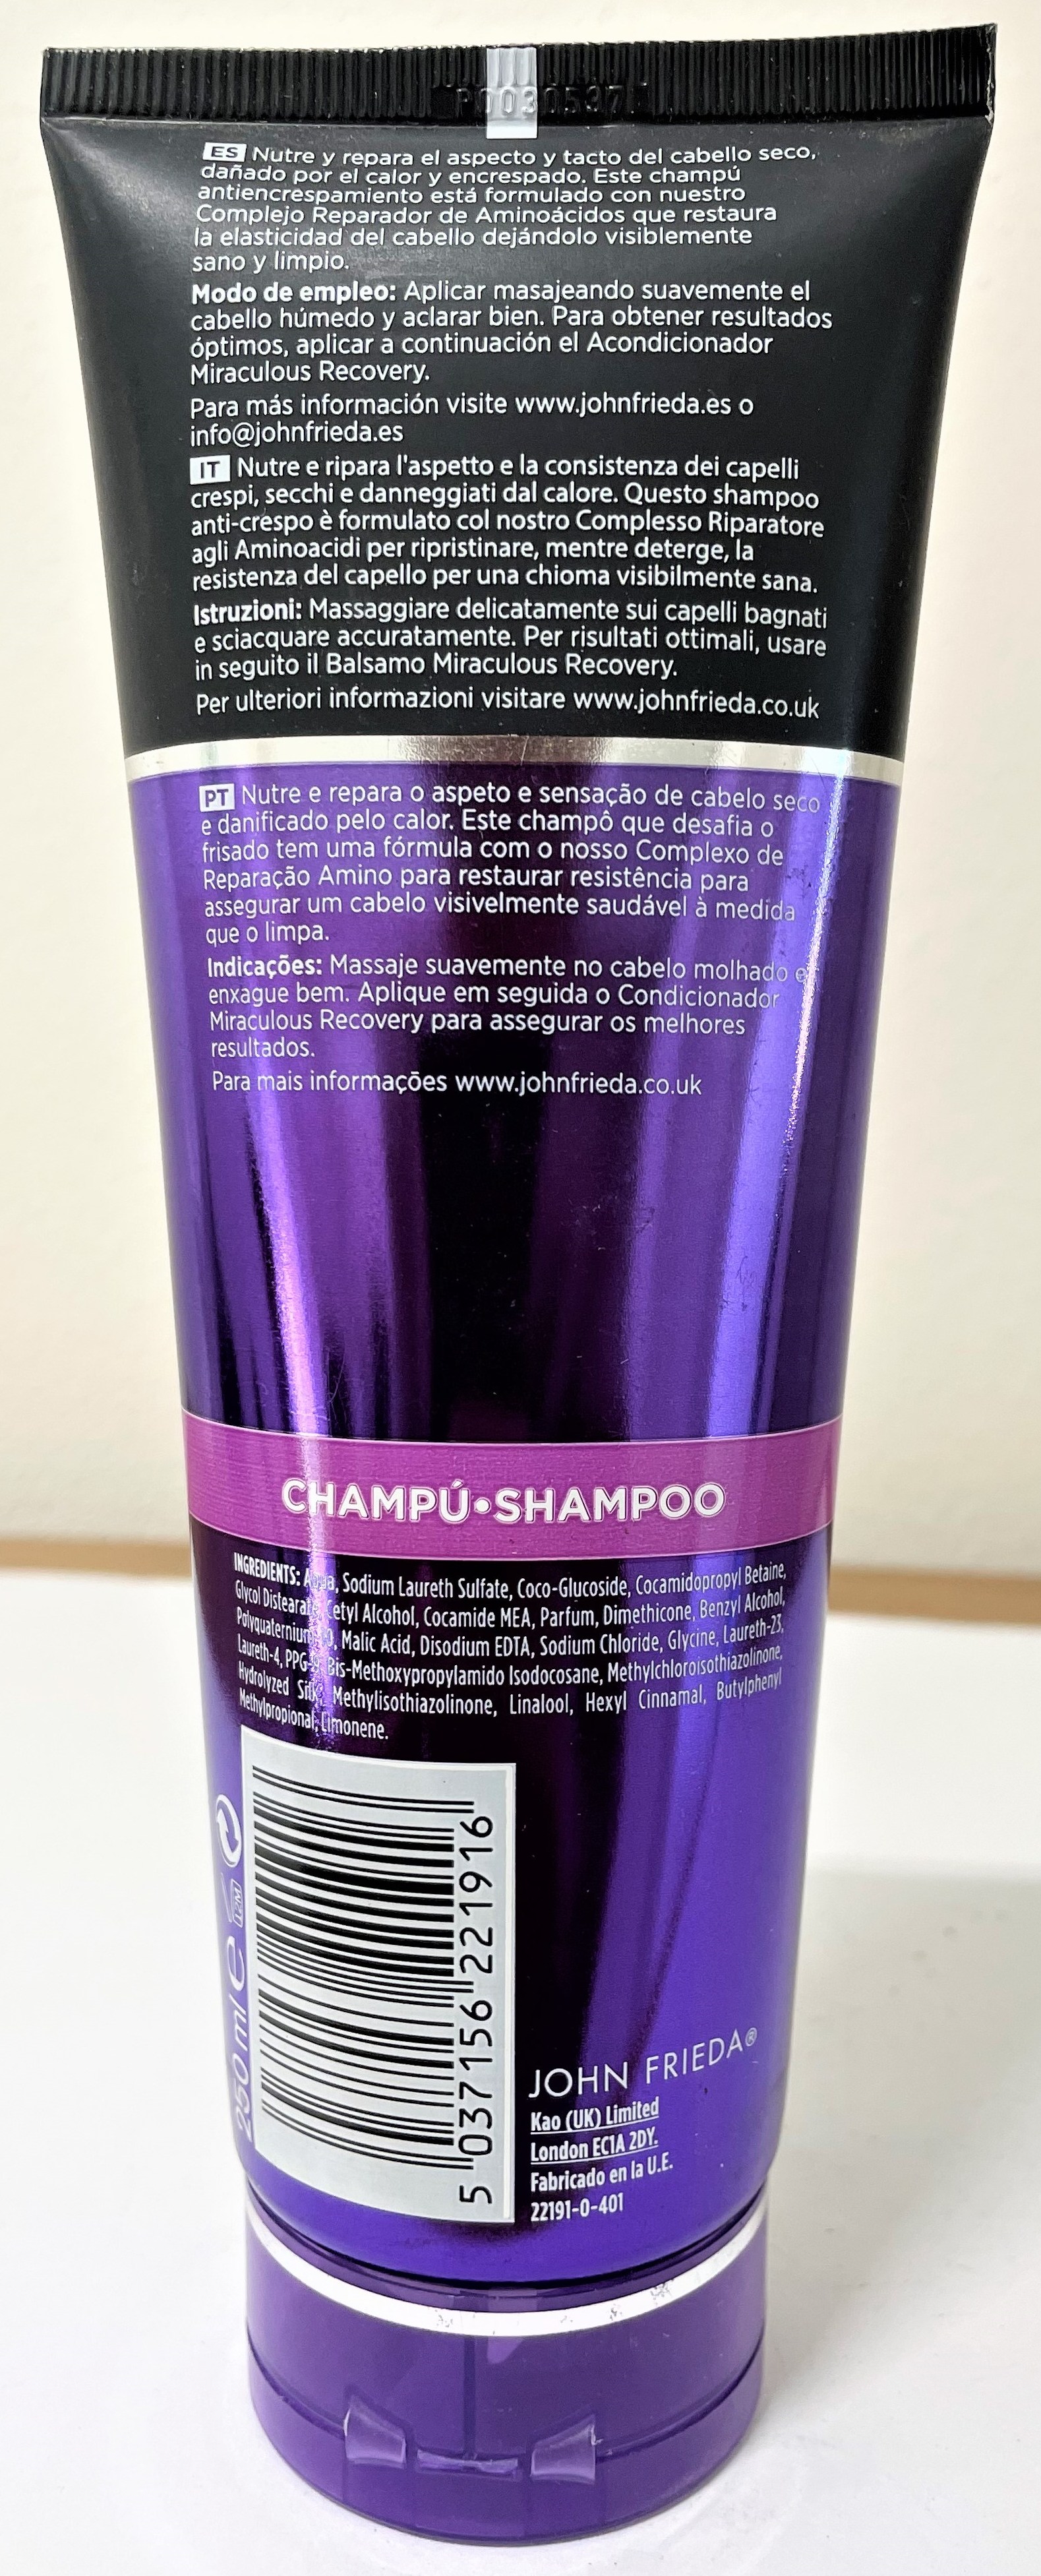 P0030537
ES Nutre y repara el aspecto y tacto del cabello seco,
dañado por el calor y encrespado. Este champú
antiencrespamiento está formulado con nuestro
Complejo Reparador de Aminoácidos que restaura
la elasticidad del cabello dejándolo visiblemente
sano y limpio.
Modo de empleo: Aplicar masajeando suavemente el
cabello húmedo y aclarar bien. Para obtener resultados
óptimos, aplicar a continuación el Acondicionador
Miraculous Recovery.
Para más información visite www.johnfrieda.es o
info@johnfrieda.es
IT Nutre e ripara l'aspetto e la consistenza dei capelli
crespi, secchi e danneggiati dal calore. Questo shampoo
anti-crespo è formulato col nostro Complesso Riparatore
agli Aminoacidi per ripristinare, mentre deterge, la
resistenza del capello per una chioma visibilmente sana.
Istruzioni: Massaggiare delicatamente sui capelli bagnati
e sciacquare accuratamente. Per risultati ottimali, usare
in seguito il Balsamo Miraculous Recovery.
Per ulteriori informazioni visitare www.johnfrieda.co.uk
PT Nutre e repara o aspeto e sensação de cabelo seco
e danificado pelo calor. Este champô que desafia o
frisado tem uma fórmula com o nosso Complexo de
Reparação Amino para restaurar resistência para
assegurar um cabelo visivelmente saudável à medida
que o limpa.
Indicações: Massaje suavemente no cabelo molhado e
enxague bem. Aplique em seguida o Condicionador
Miraculous Recovery para assegurar os melhores
resultados.
Para mais informações www.johnfrieda.co.uk
CHAMPÚ•SHAMPOO
INGREDIENTS: Aqua, Sodium Laureth Sulfate, Coco-Glucoside, Cocamidopropyl Betaine,
Glycol Distearate, Cetyl Alcohol, Cocamide MEA, Parfum, Dimethicone, Benzyl Alcohol,
Malic Acid, Disodium EDTA, Sodium Chloride, Glycine, Laureth-23,
Laureth-4, Bis-Methoxypropylamido Isodocosane, Methylchloroisothiazolinone,
Hydrolyzed Silk, Methylisothiazolinone, Linalool, Hexyl Cinnamal, Butylphenyl
Methylpropional, Limonene.
250 ml e 12M
5 037156 221916
JOHN FRIEDA®
Kao (UK) Limited
London EC1A 2DY.
Fabricado en la U.E.
22191-0-401